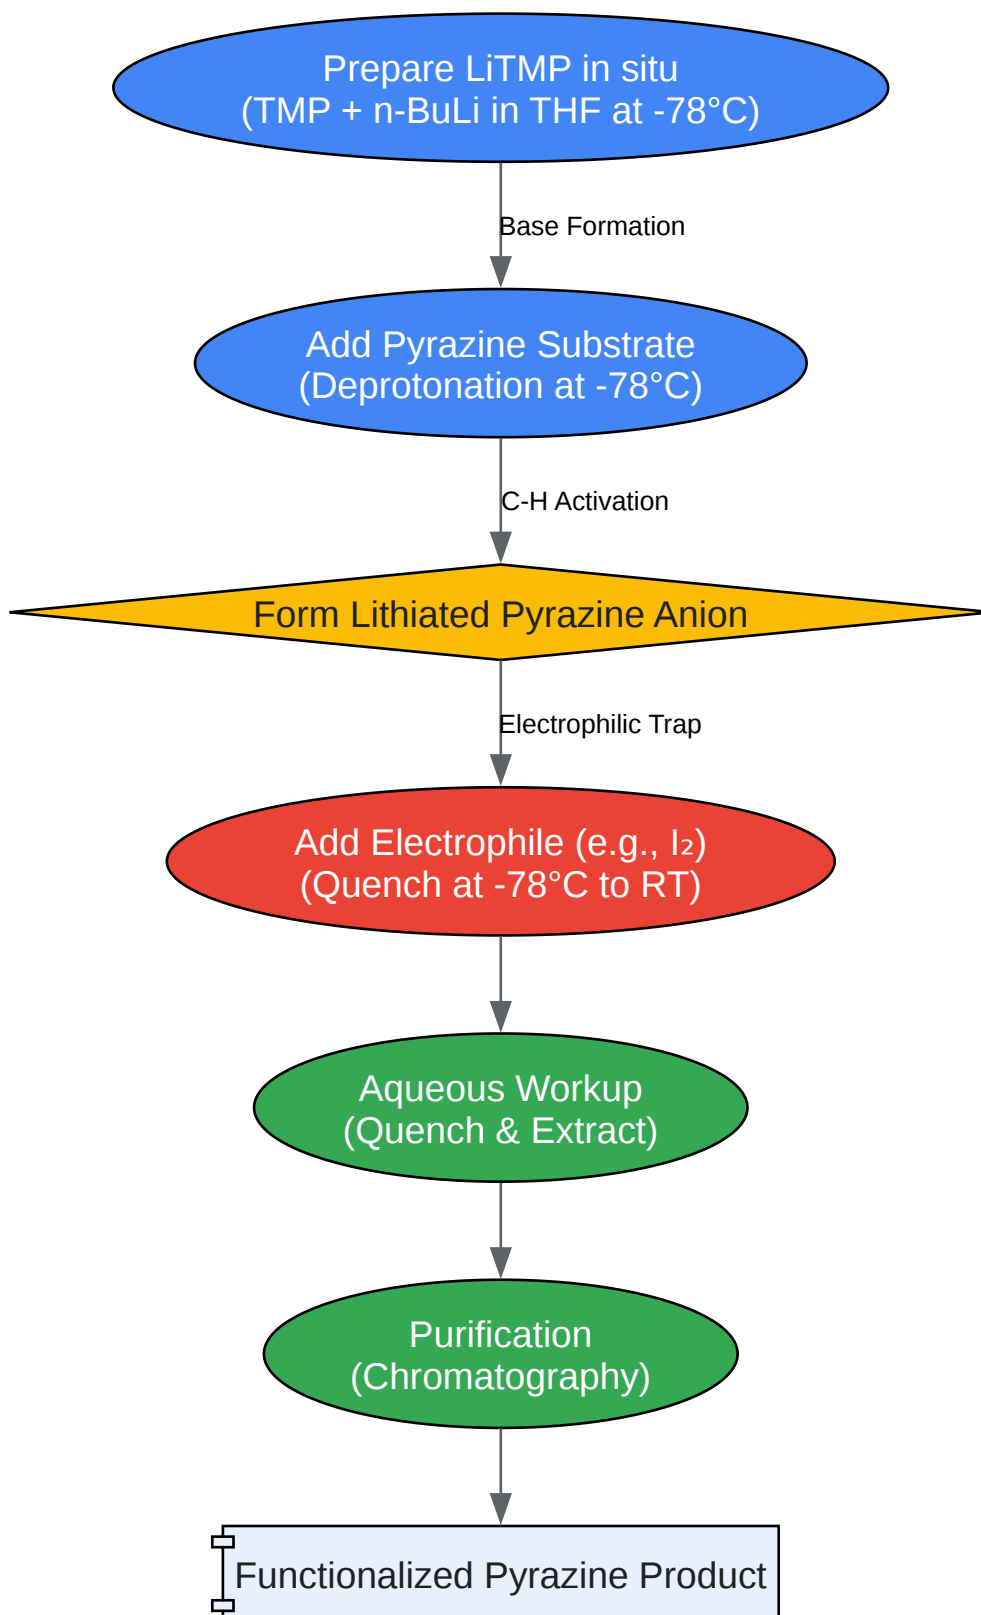 Prepare LiTMP in situ
(TMP + n-BuLi in THF at -78°C)
Base Formation
Add Pyrazine Substrate
(Deprotonation at -78°C)
C-H Activation
Form Lithiated Pyrazine Anion
Electrophilic Trap
Add Electrophile (e.g., I₂)
(Quench at -78°C to RT)
Aqueous Workup
(Quench & Extract)
Purification
(Chromatography)
Functionalized Pyrazine Product